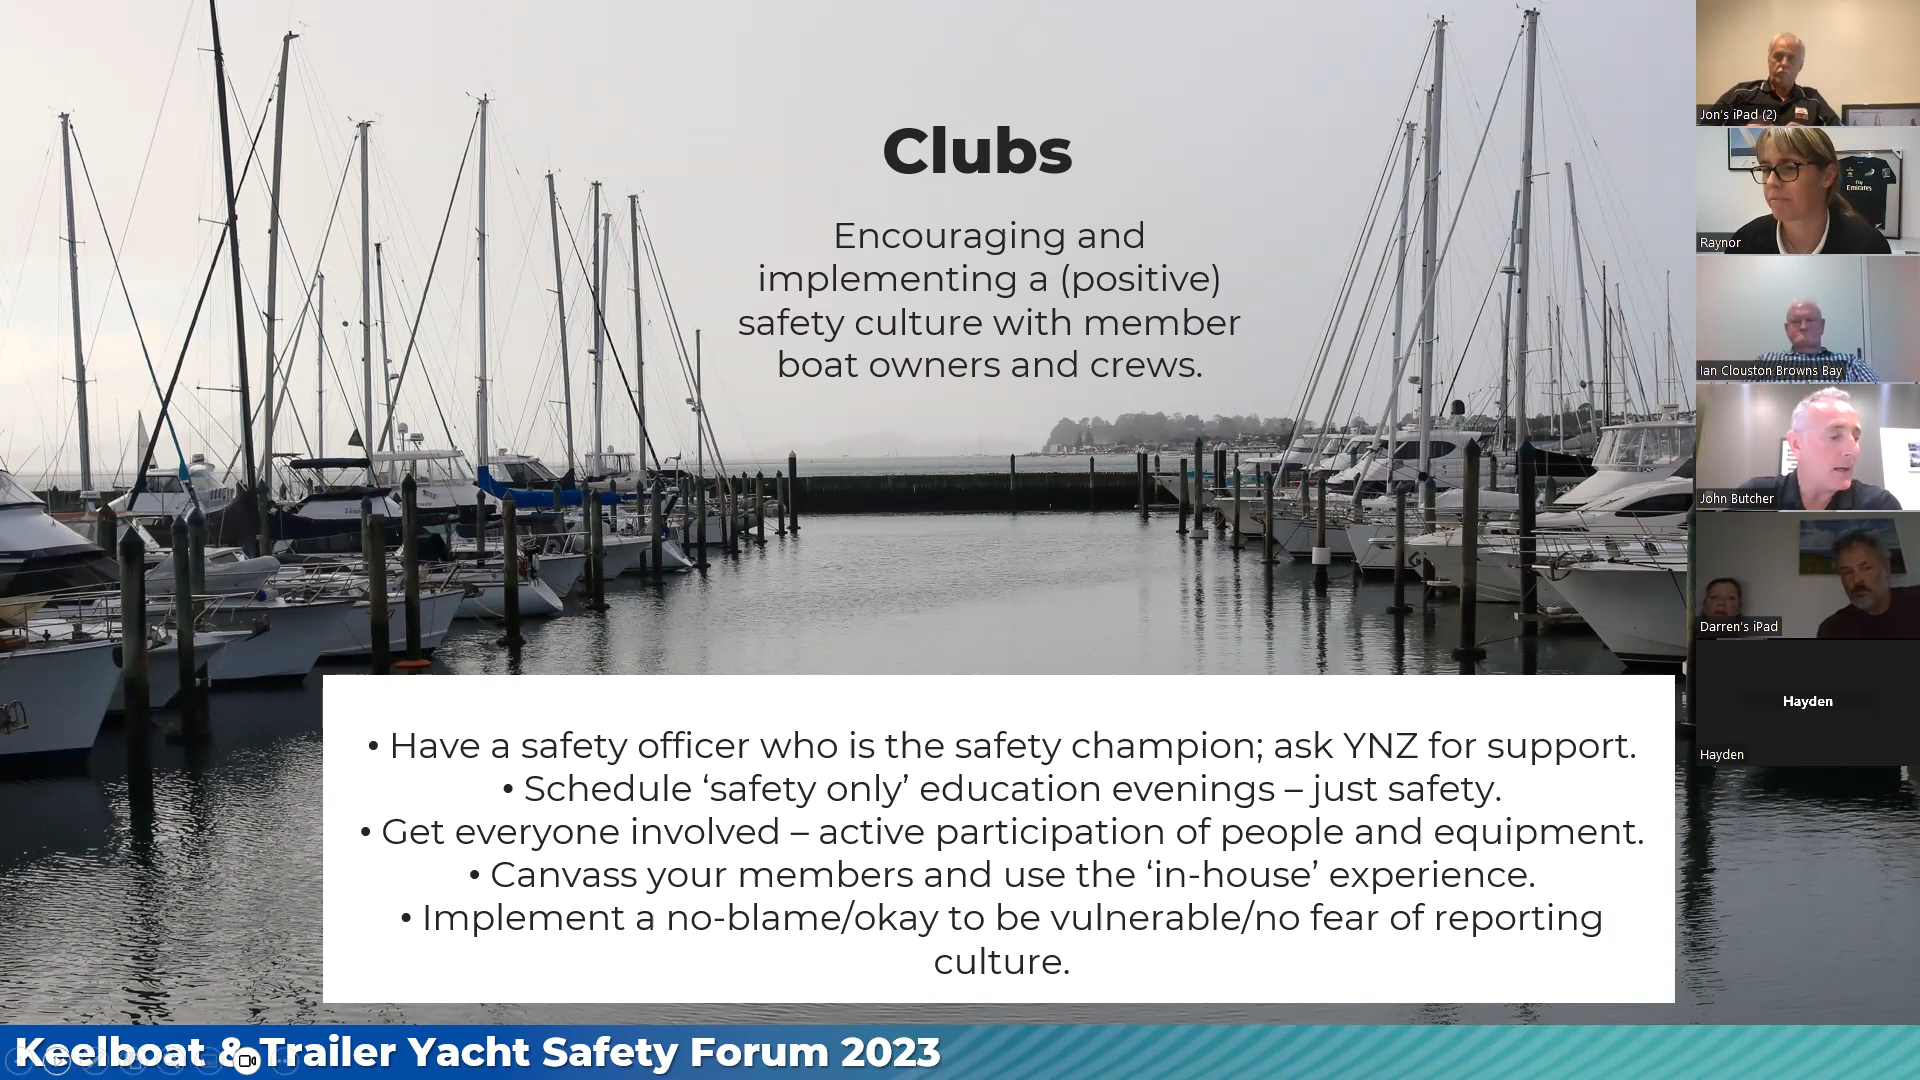 Clubs
Encouraging and
implementing a (positive)
safety culture with member
boat owners and crews.
• Have a safety officer who is the safety champion; ask YNZ for support.
• Schedule ‘safety only’ education evenings – just safety.
• Get everyone involved – active participation of people and equipment.
• Canvass your members and use the ‘in-house’ experience.
• Implement a no-blame/okay to be vulnerable/no fear of reporting
culture.
Keelboat & Trailer Yacht Safety Forum 2023
Jon's iPad (2)
Fly
Emirates
Raynor
Ian Clouston Browns Bay
John Butcher
Darren's iPad
Hayden
Hayden